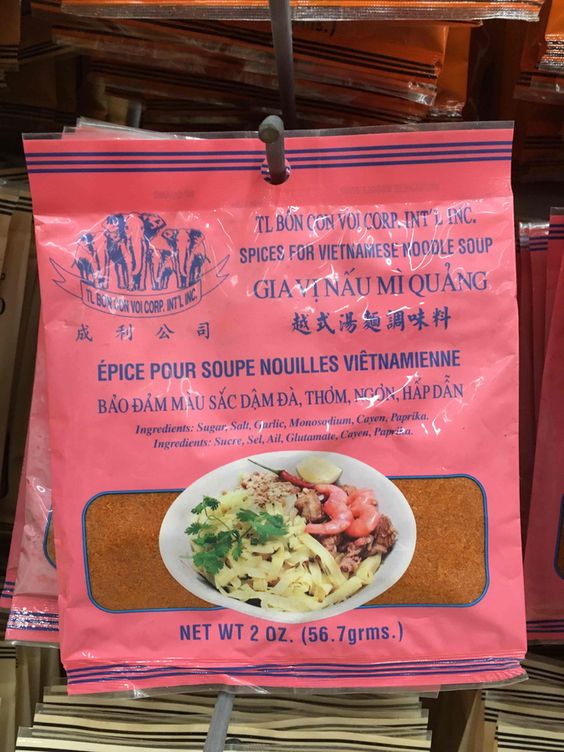 TL BỐN CON VOI CORP. INT'L INC.
TL BỐN CON VOI CORP. INT'L INC.
成利公司
SPICES FOR VIETNAMESE NOODLE SOUP
GIA VỊ NẤU MÌ QUẢNG
越式湯麵調味料
ÉPICE POUR SOUPE NOUILLES VIÊTNAMIENNE
BẢO ĐẢM MÀU SẮC DẬM ĐÀ, THƠM, NGƠN, HẤP DẪN
Ingredients: Sugar, Salt, Garlic, Monosodium, Cayen, Paprika.
Ingredients: Sucre, Sel, Ail, Glutamate, Cayen, Paprika.
NET WT 2 OZ. (56.7grms.)